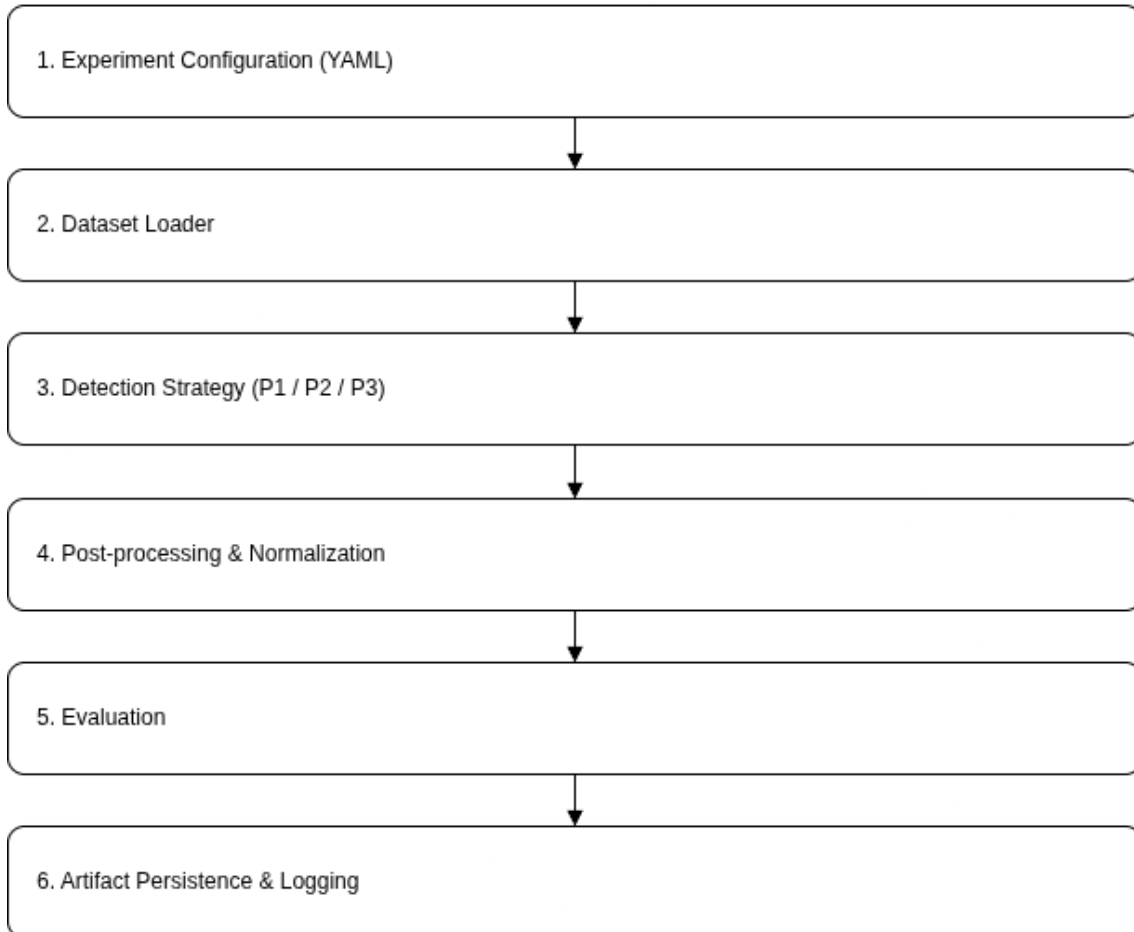 1. Experiment Configuration (YAML)
2. Dataset Loader
3. Detection Strategy (P1 / P2 / P3)
4. Post-processing & Normalization
5. Evaluation
6. Artifact Persistence & Logging